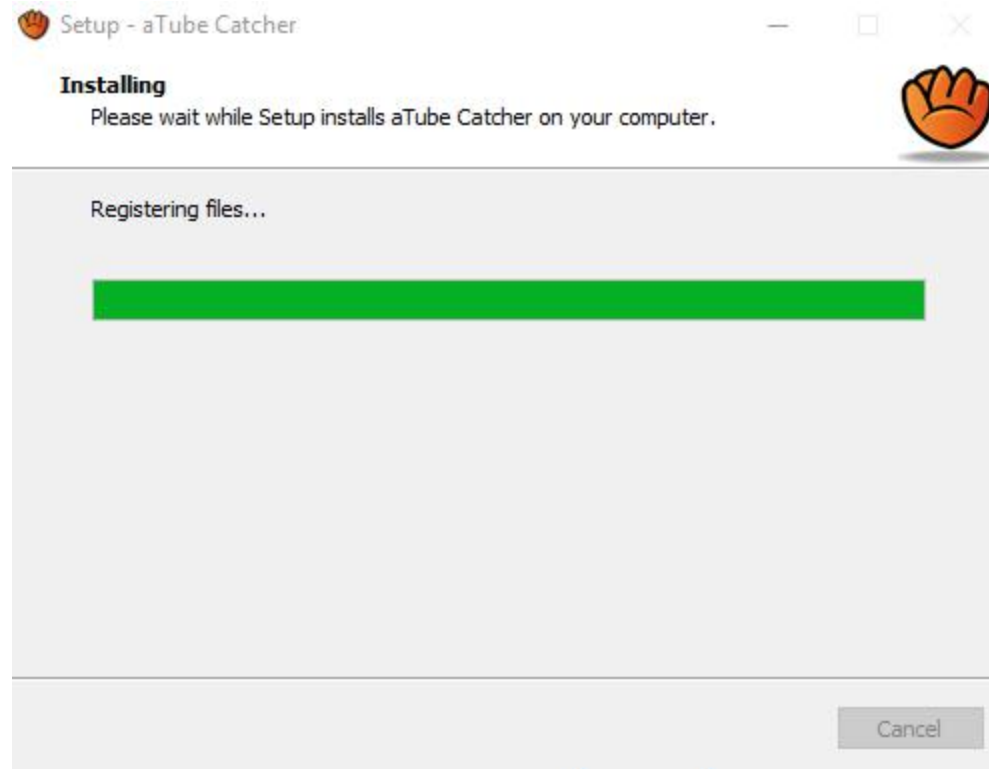 Setup - aTube Catcher
Installing
Please wait while Setup installs aTube Catcher on your computer.
Registering files...
Cancel